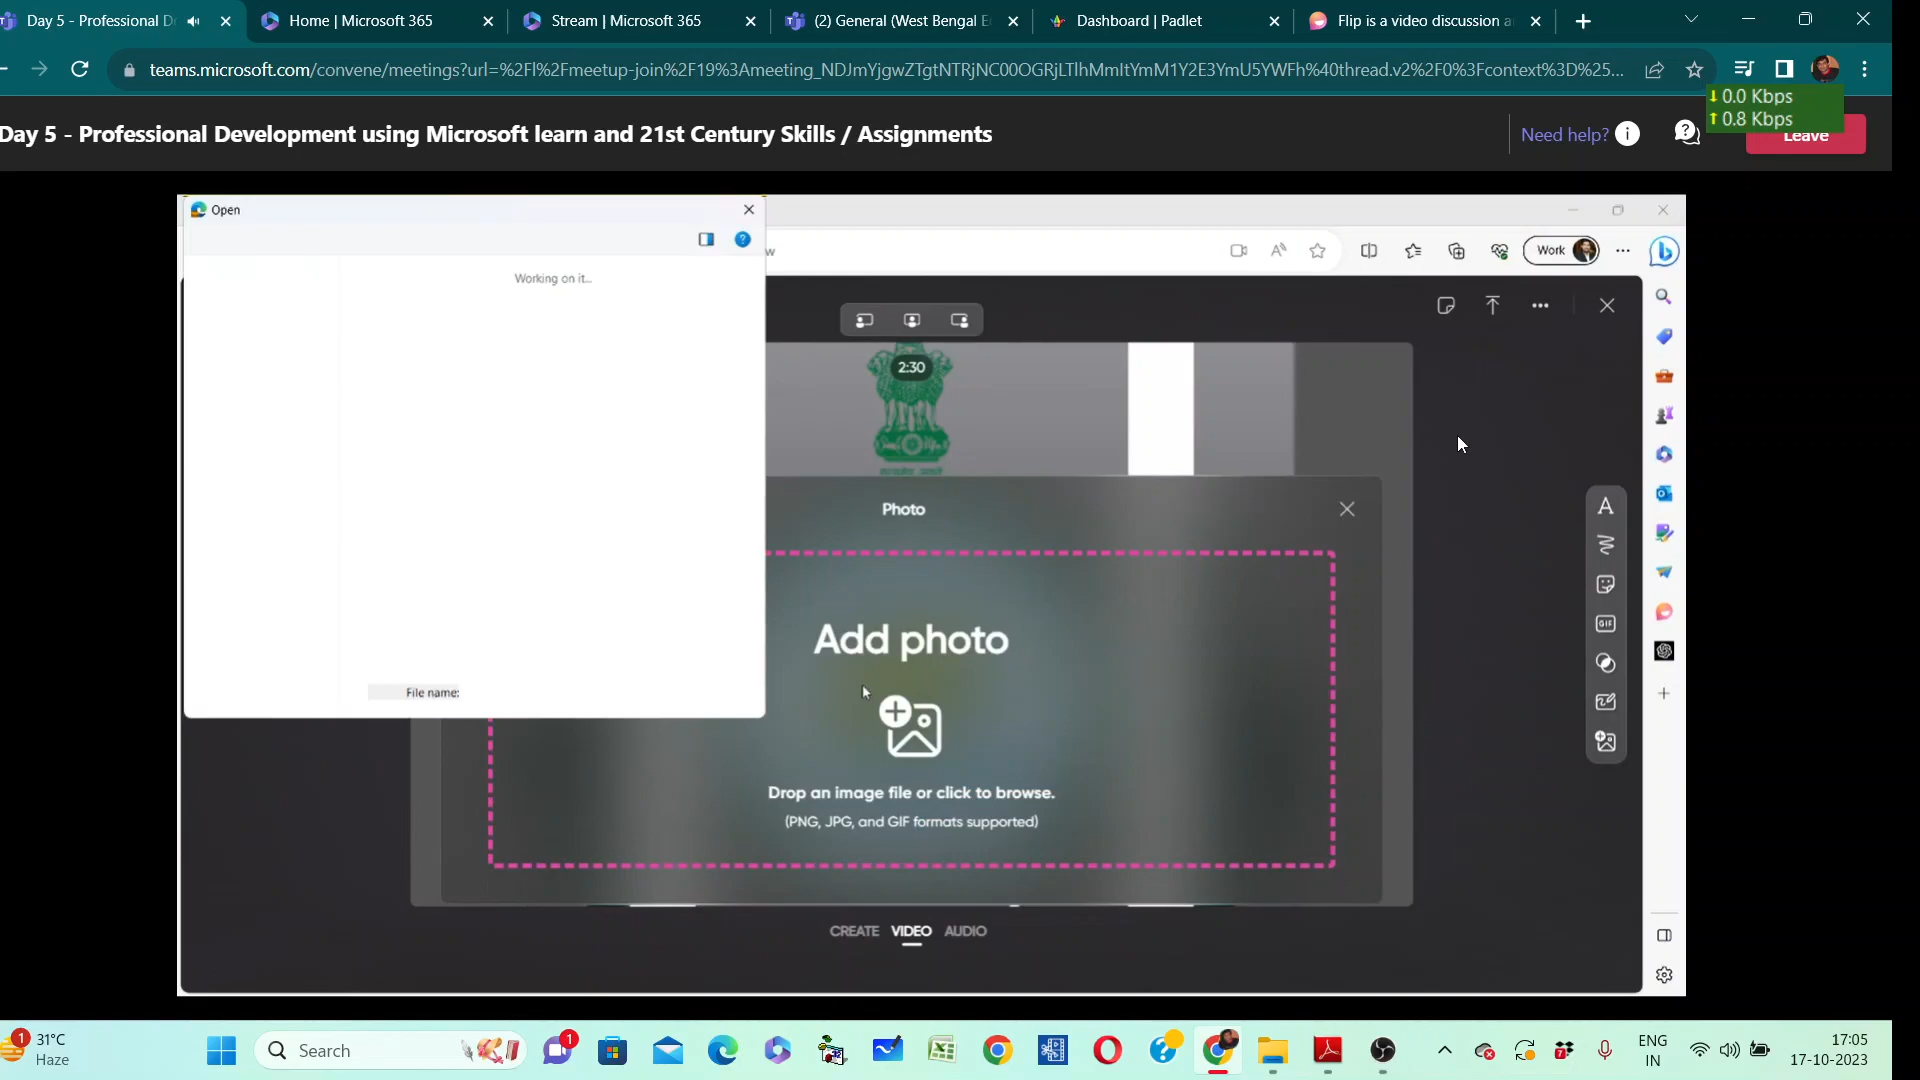 Day 5 - Professional De
Home | Microsoft 365
Stream | Microsoft 365
(2) General (West Bengal E
Dashboard | Padlet
Flip is a video discussion a
teams.microsoft.com/convene/meetings?url=%2Fl%2Fmeetup-join%2F19%3Ameeting_NDJmYjgwZTgtNTRjNC00OGRjLTlhMmItYmM1Y2E3YmU5YWFh%40thread.v2%2F0%3Fcontext%3D%25...
0.0 Kbps
0.8 Kbps
Day 5 - Professional Development using Microsoft learn and 21st Century Skills / Assignments
Need help?
Leave
Open
Working on it...
File name:
w
Work
2:30
Photo
Add photo
Drop an image file or click to browse.
(PNG, JPG, and GIF formats supported)
CREATE VIDEO AUDIO
GIF
1
31°C
Haze
Search
1
7
ENG
IN
17:05
17-10-2023